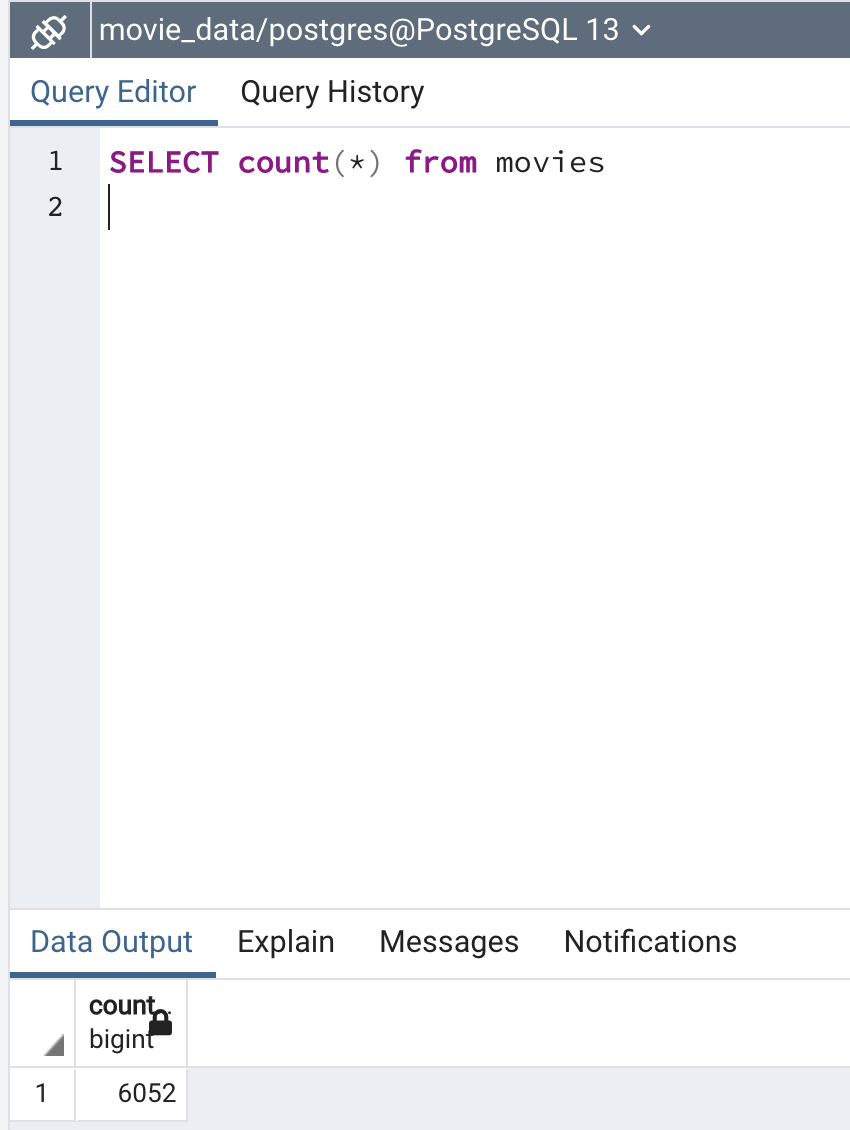 movie_data/postgres@PostgreSQL 13
Query Editor Query History
1 SELECT count(*) from movies
2
Data Output Explain Messages Notifications
count
bigint
1 6052